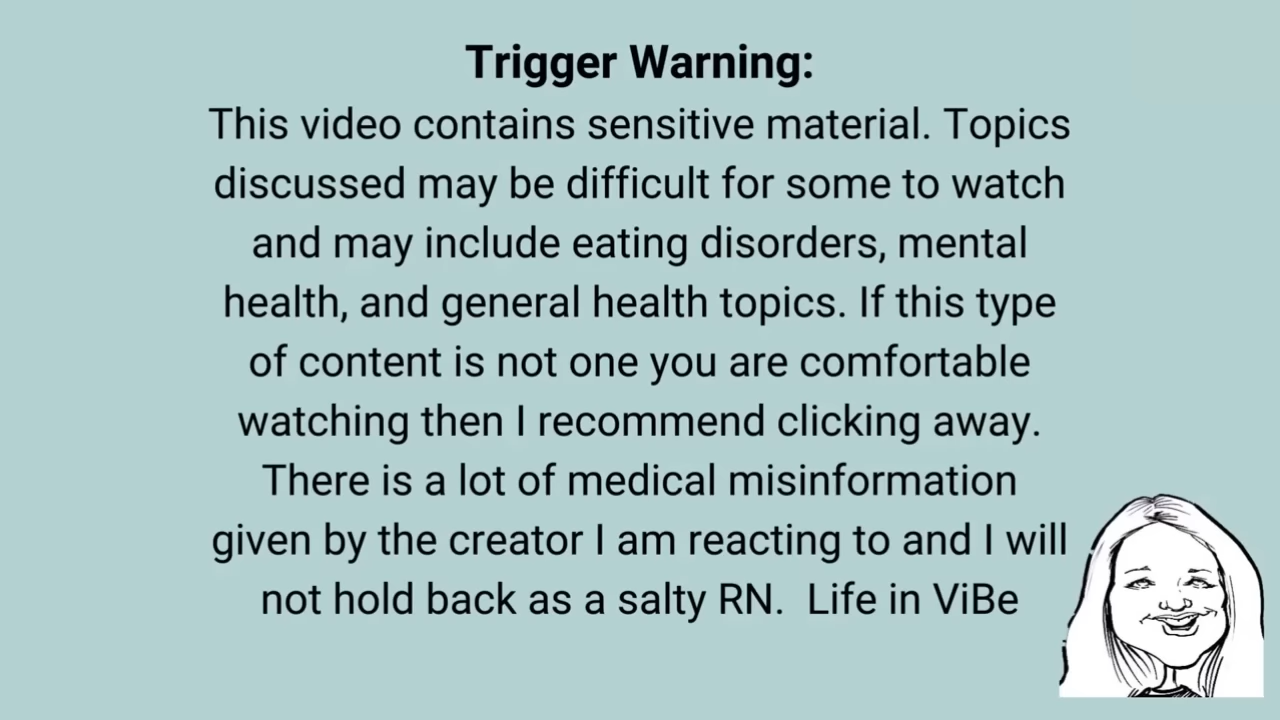 Trigger Warning:
This video contains sensitive material. Topics
discussed may be difficult for some to watch
and may include eating disorders, mental
health, and general health topics. If this type
of content is not one you are comfortable
watching then I recommend clicking away.
There is a lot of medical misinformation
given by the creator I am reacting to and I will
not hold back as a salty RN.  Life in ViBe